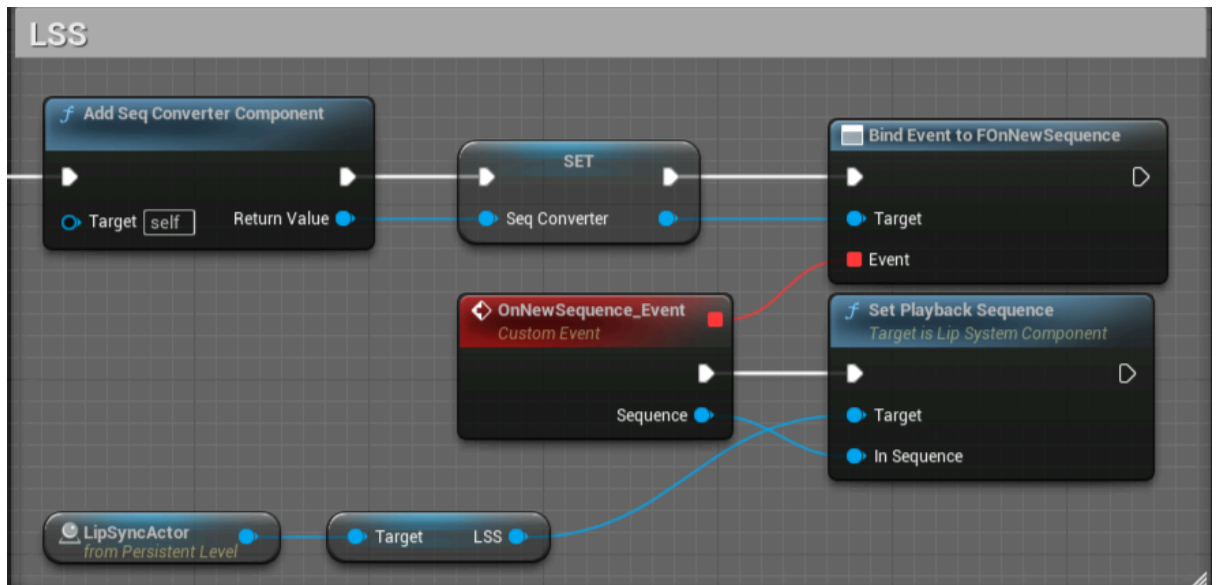 LSS
f Add Seq Converter Component
Target self Return Value
SET
Seq Converter
Bind Event to FOnNewSequence
Target
Event
OnNewSequence_Event
Custom Event
Sequence
f Set Playback Sequence
Target is Lip System Component
Target
In Sequence
LipSyncActor
from Persistent Level
Target LSS